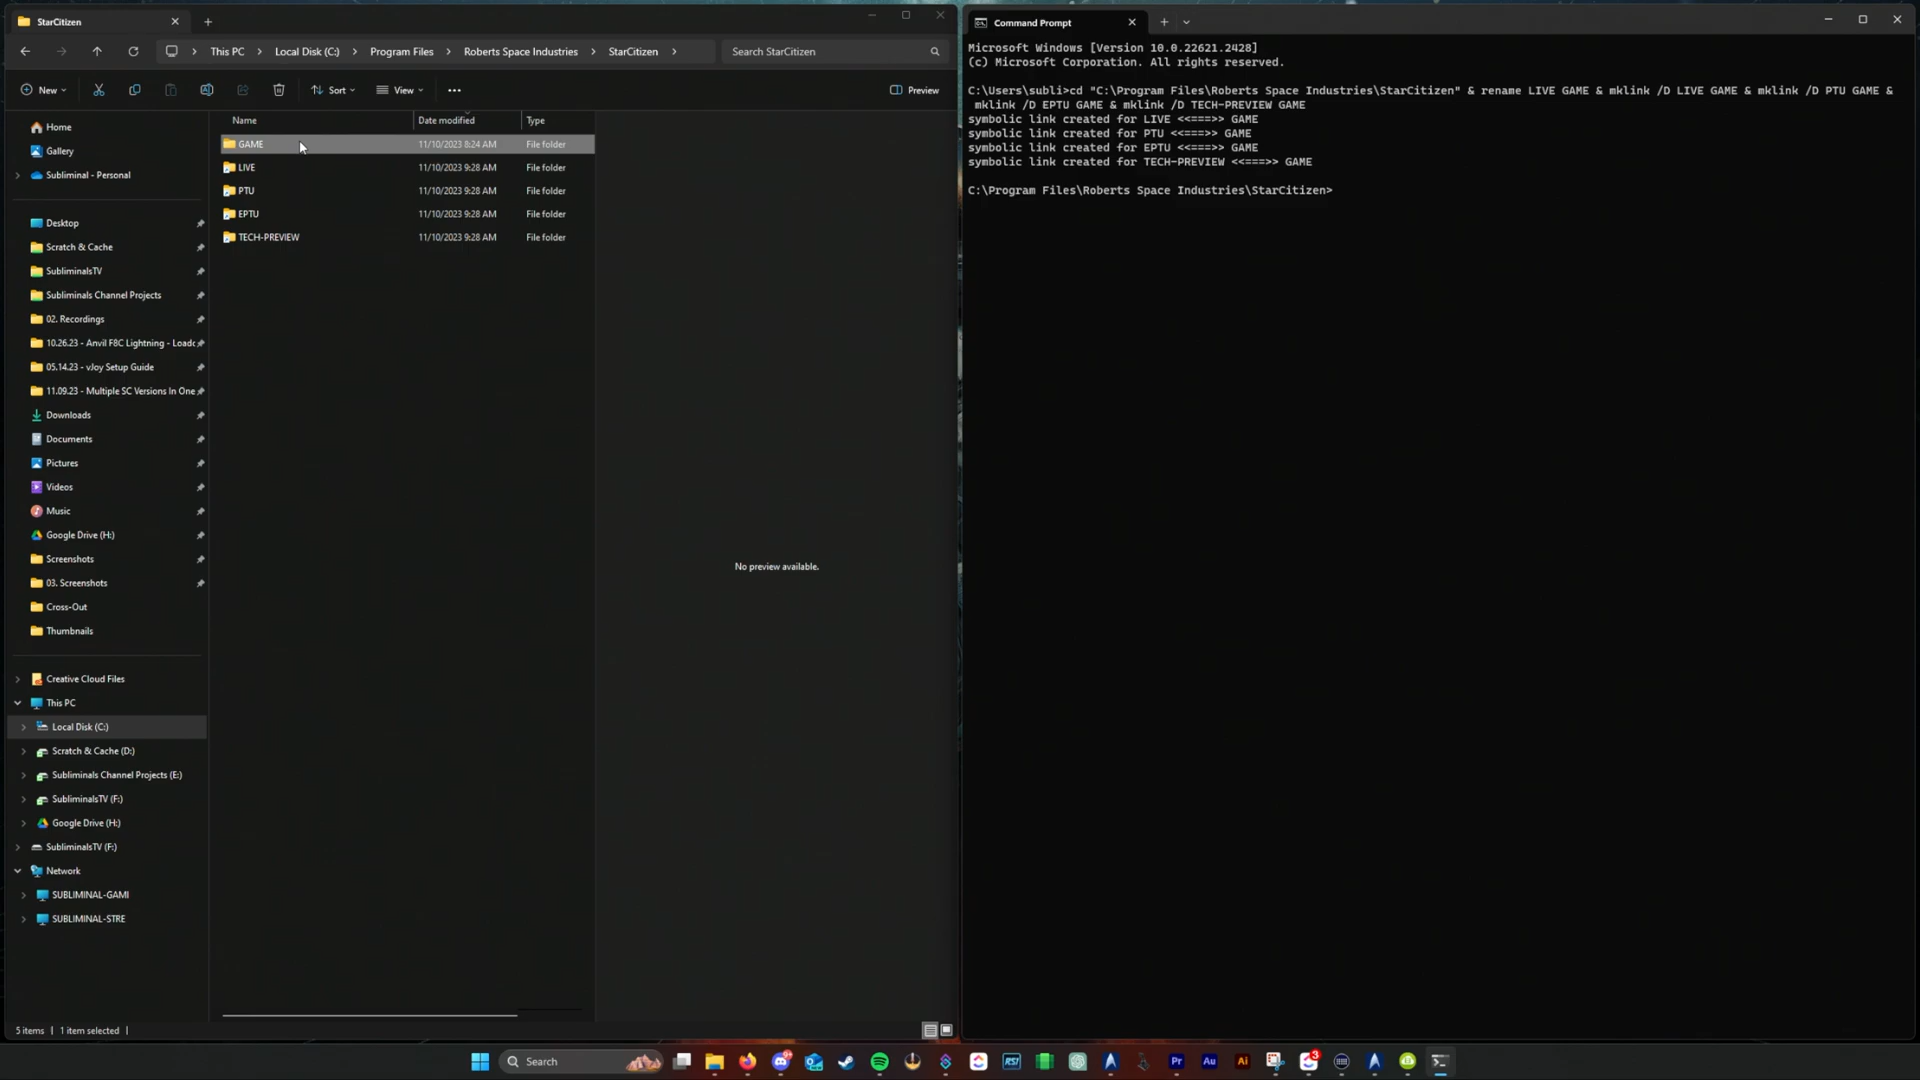 StarCitizen
This PC > Local Disk (C:) > Program Files > Roberts Space Industries > StarCitizen >
Search StarCitizen
New
Sort
View
Preview
Home
Gallery
Subliminal - Personal
Desktop
Scratch & Cache
SubliminalsTV
Subliminals Channel Projects
02. Recordings
10.26.23 - Anvil F8C Lightning - Loadc
05.14.23 - vJoy Setup Guide
11.09.23 - Multiple SC Versions In One
Downloads
Documents
Pictures
Videos
Music
Google Drive (H:)
Screenshots
03. Screenshots
Cross-Out
Thumbnails
Creative Cloud Files
This PC
Local Disk (C:)
Scratch & Cache (D:)
Subliminals Channel Projects (E:)
SubliminalsTV (F:)
Google Drive (H:)
SubliminalsTV (F:)
Network
SUBLIMINAL-GAMI
SUBLIMINAL-STRE
Name Date modified Type
GAME 11/10/2023 8:24 AM File folder
LIVE 11/10/2023 9:28 AM File folder
PTU 11/10/2023 9:28 AM File folder
EPTU 11/10/2023 9:28 AM File folder
TECH-PREVIEW 11/10/2023 9:28 AM File folder
No preview available.
5 items | 1 item selected |
Command Prompt
Microsoft Windows [Version 10.0.22621.2428]
(c) Microsoft Corporation. All rights reserved.
C:\Users\subli>cd "C:\Program Files\Roberts Space Industries\StarCitizen" & rename LIVE GAME & mklink /D LIVE GAME & mklink /D PTU GAME &
mklink /D EPTU GAME & mklink /D TECH-PREVIEW GAME
symbolic link created for LIVE <<===>> GAME
symbolic link created for PTU <<===>> GAME
symbolic link created for EPTU <<===>> GAME
symbolic link created for TECH-PREVIEW <<===>> GAME
C:\Program Files\Roberts Space Industries\StarCitizen>
Search
RSI
Pr
Au
Ai
3